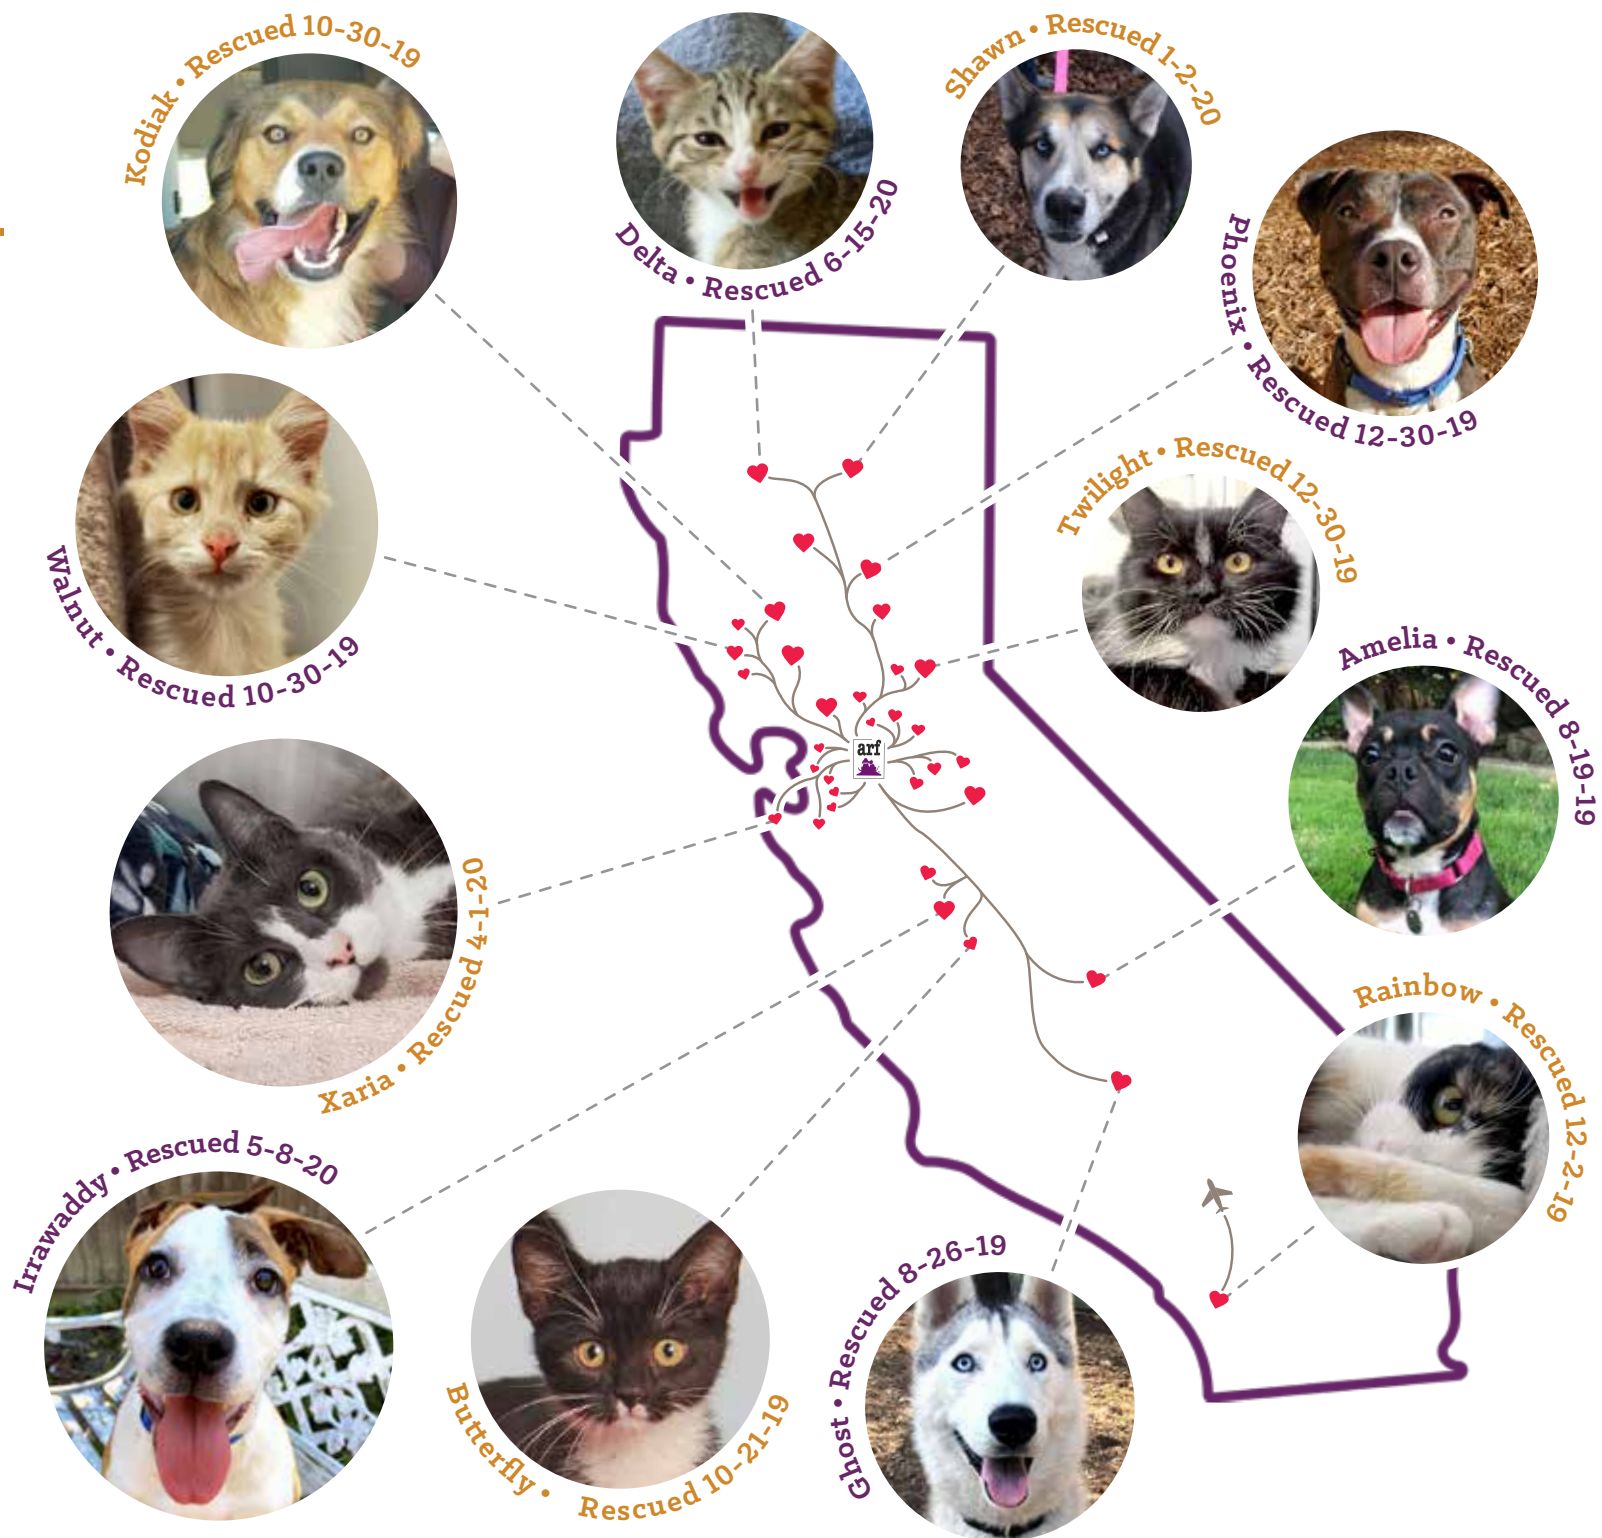 Kodiak • Rescued 10-30-19
Delta • Rescued 6-15-20
Shawn • Rescued 1-2-20
Phoenix • Rescued 12-30-19
Walnut • Rescued 10-30-19
Twilight • Rescued 12-30-19
Amelia • Rescued 8-19-19
arf
Xaria • Rescued 4-1-20
Rainbow • Rescued 12-2-19
Irrawaddy • Rescued 5-8-20
Butterfly • Rescued 10-21-19
Ghost • Rescued 8-26-19